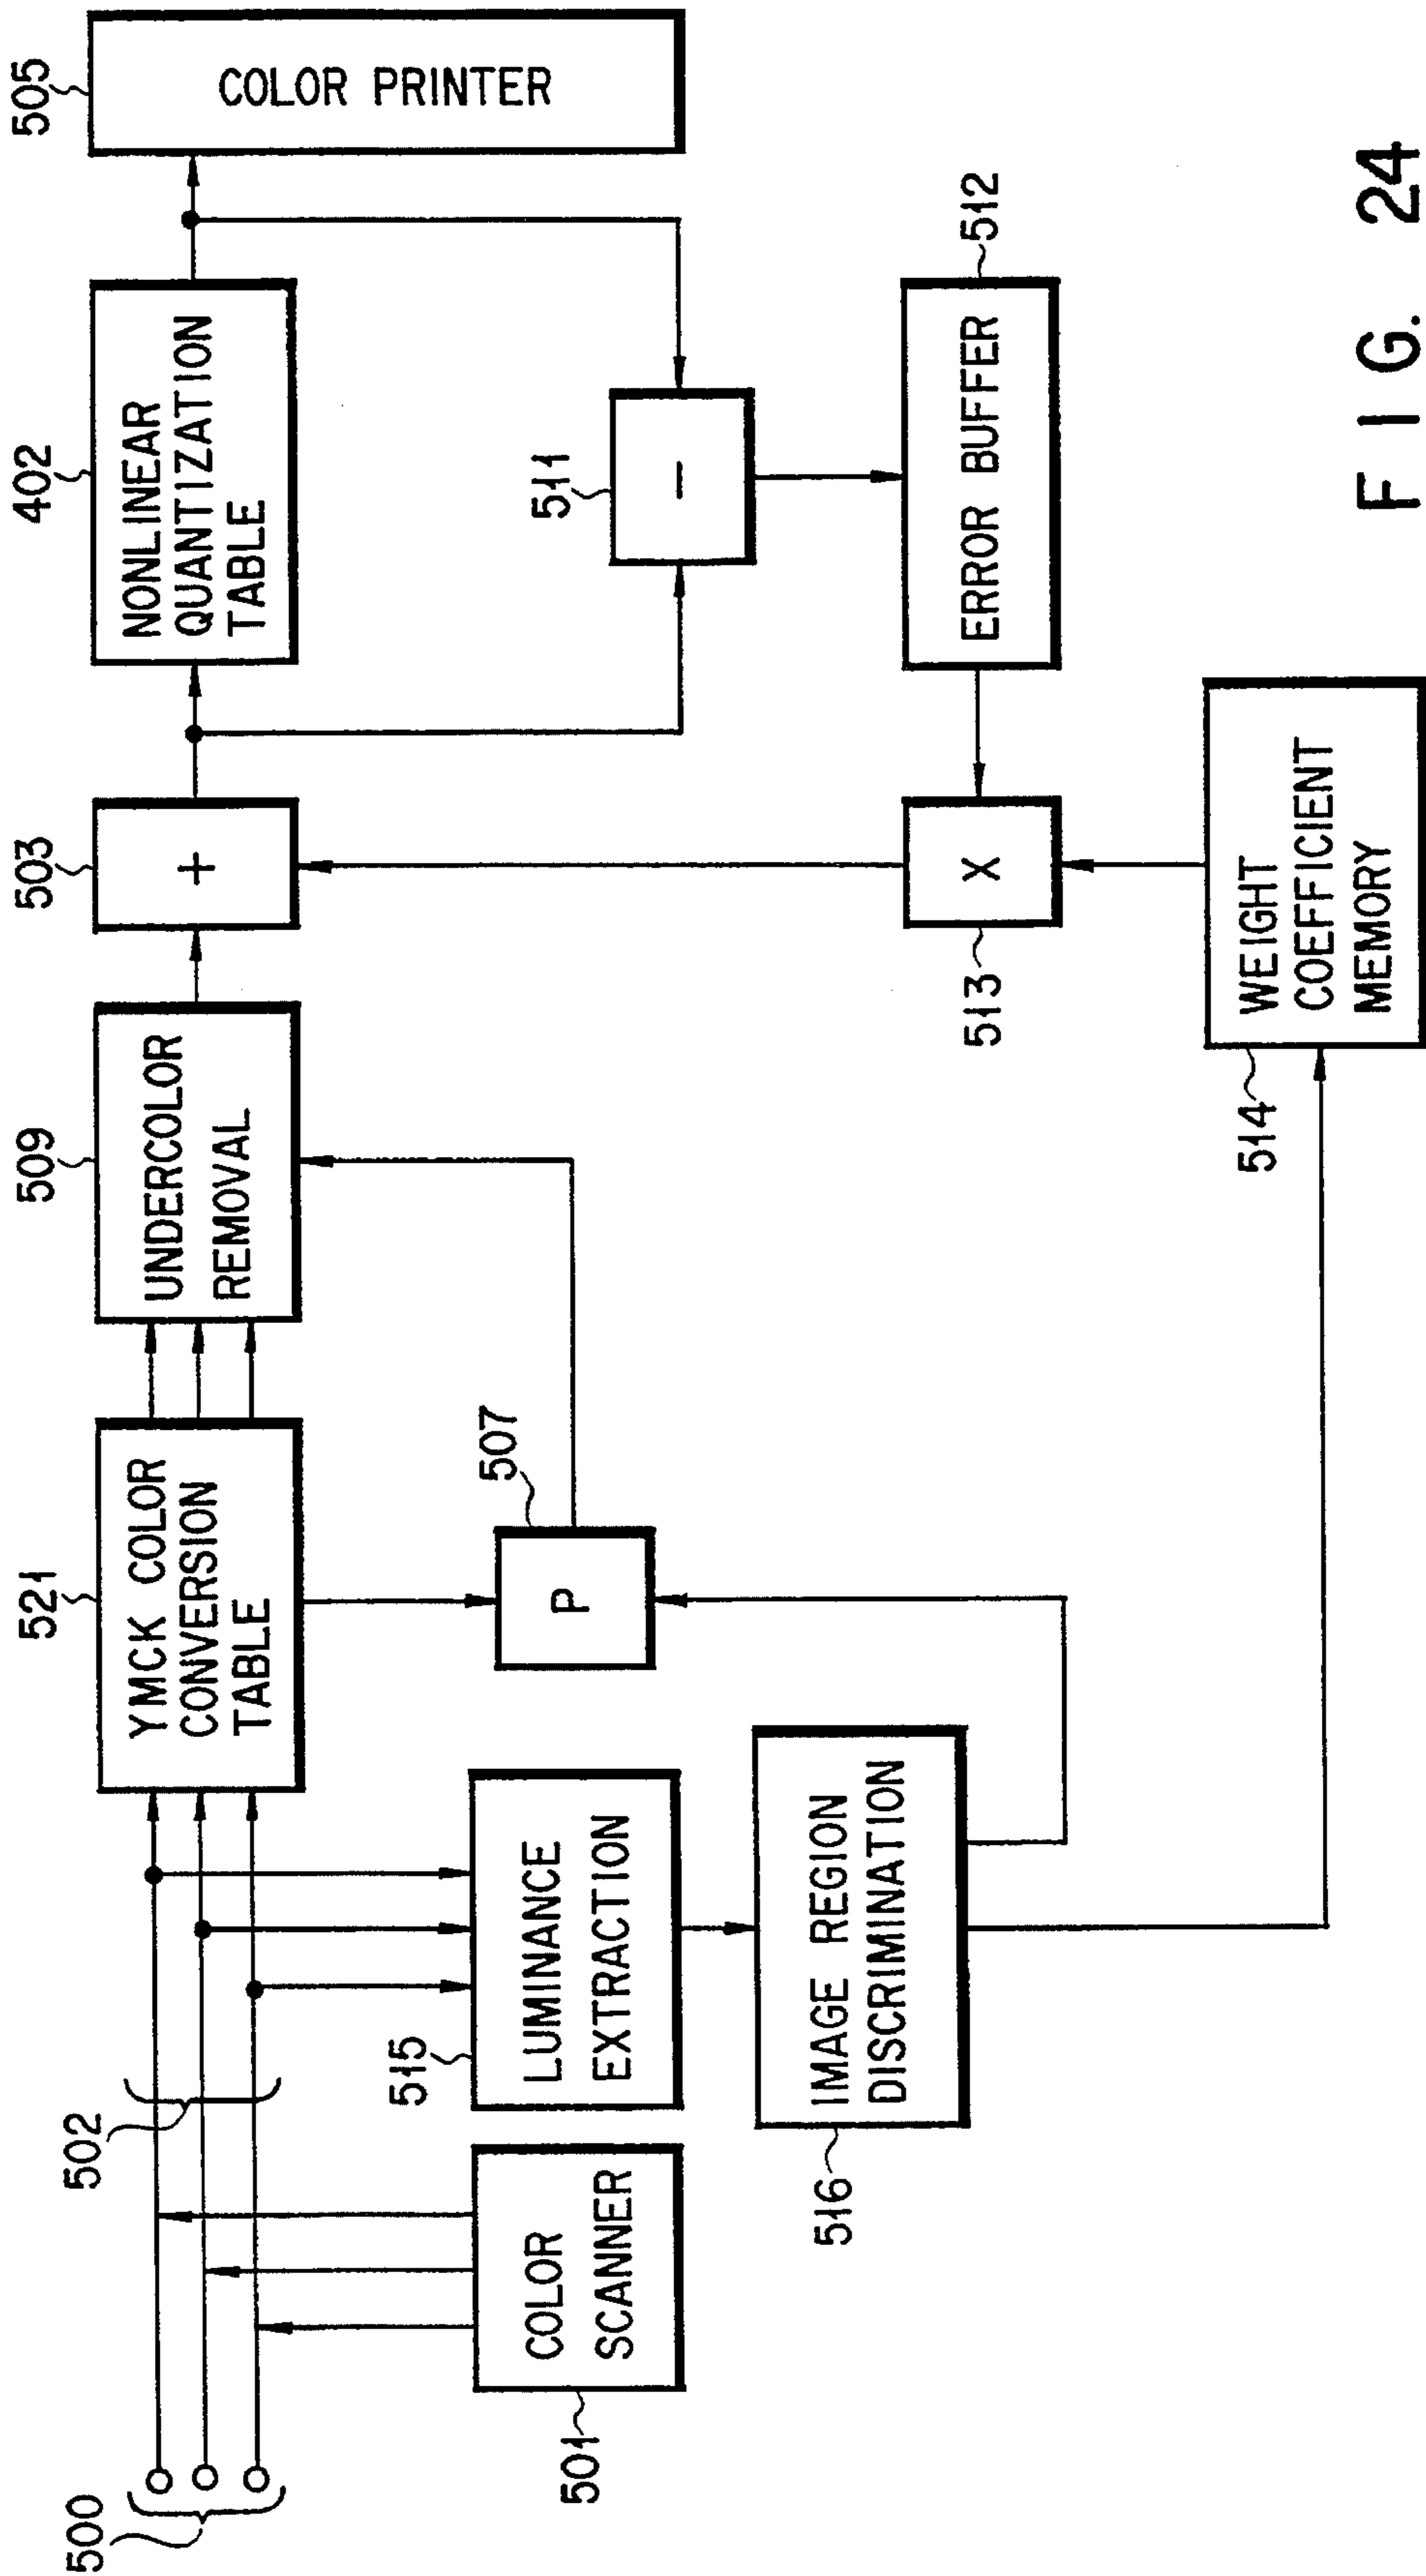 500
502
521
YMCK COLOR
CONVERSION
TABLE
509
UNDERCOLOR
REMOVAL
503
+
402
NONLINEAR
QUANTIZATION
TABLE
505
COLOR PRINTER
501
COLOR
SCANNER
515
LUMINANCE
EXTRACTION
507
P
511
−
516
IMAGE REGION
DISCRIMINATION
513
X
512
ERROR BUFFER
514
WEIGHT
COEFFICIENT
MEMORY
FIG. 24